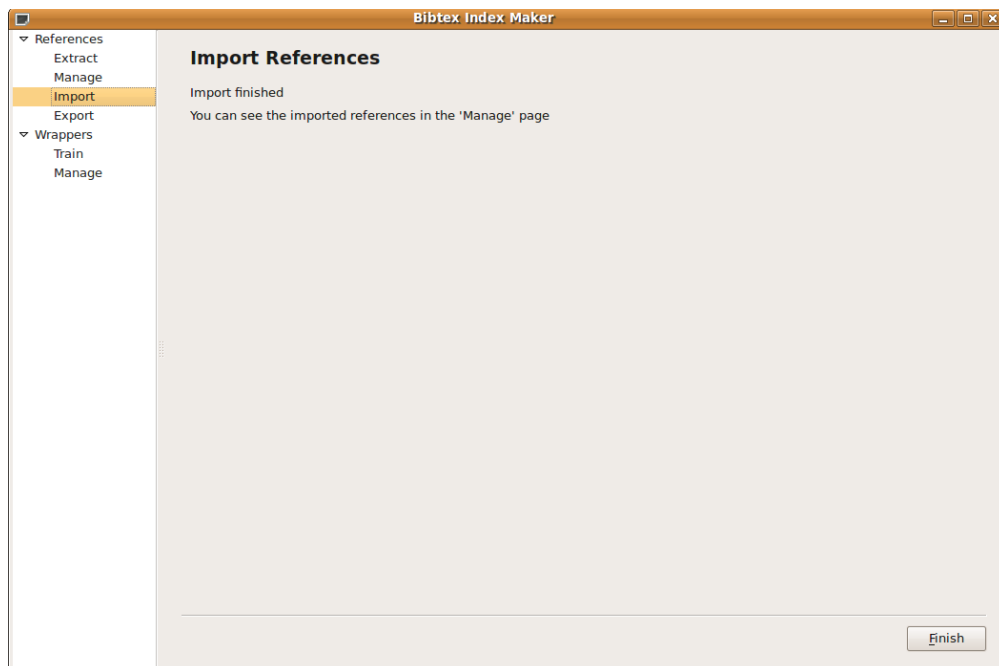 Bibtex Index Maker
References
Extract
Manage
Import
Export
Wrappers
Train
Manage
Import References
Import finished
You can see the imported references in the 'Manage' page
Finish